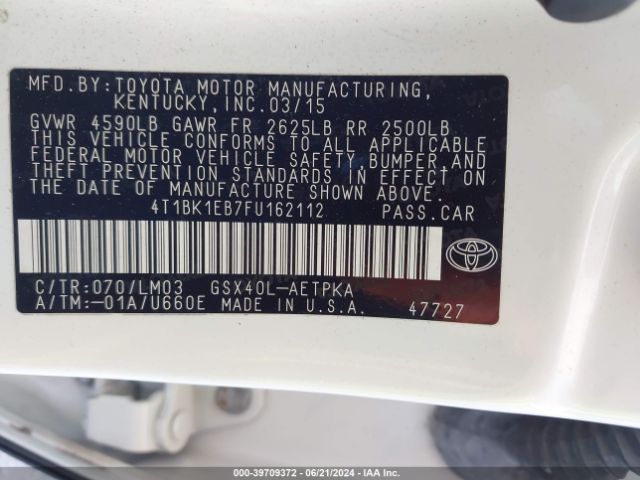 MFD.BY:TOYOTA MOTOR MANUFACTURING,
KENTUCKY, INC. 03/15
GVWR 4590LB GAWR FR 2625LB RR 2500LB
THIS VEHICLE CONFORMS TO ALL APPLICABLE
FEDERAL MOTOR VEHICLE SAFETY, BUMPER, AND
THEFT PREVENTION STANDARDS IN EFFECT ON
THE DATE OF MANUFACTURE SHOWN ABOVE.
4T1BK1EB7FU162112 PASS.CAR
C/TR:070/LM03 GSX40L-AETPKA
A/TM:-01A/U660E MADE IN U.S.A. 47727
TOYOTA
000-39709372 | 06/21/2024 | IAA Inc.